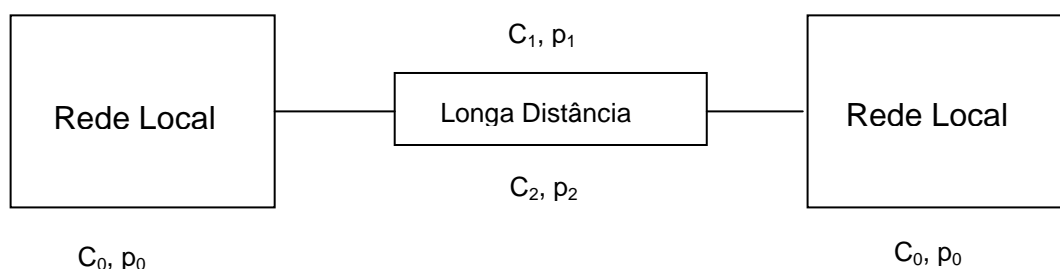 C₁, p₁
Rede Local
Longa Distância
Rede Local
C₂, p₂
C₀, p₀
C₀, p₀